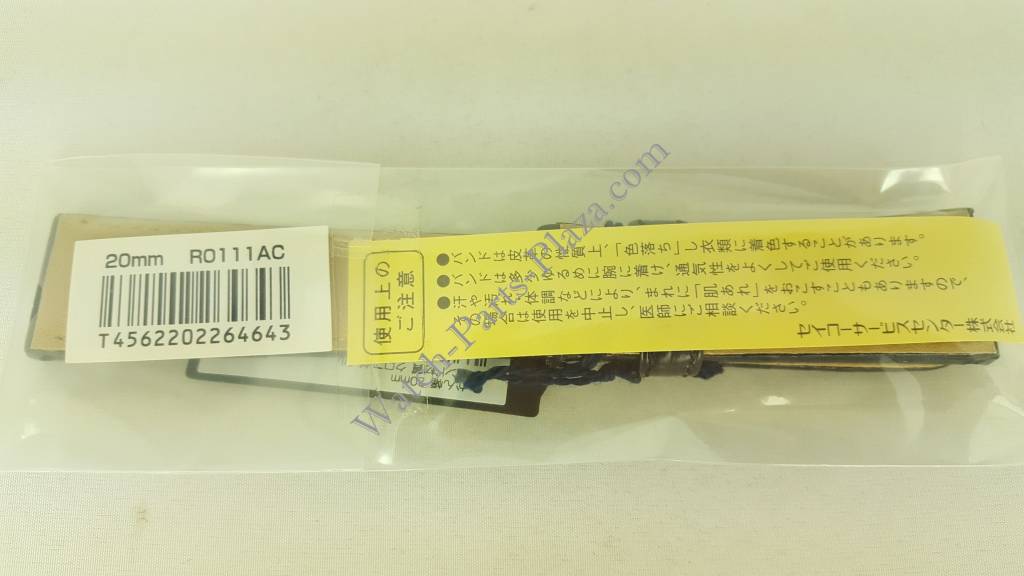 20mm R0111AC
T4562202264643
使用上の
ご注意
●バンドは皮革の性質上、「色落ち」し衣類に着色することがあります。
●バンドは多少ゆるめに腕に着け、通気性をよくしてご使用ください。
●汗や汚れ、体調などにより、まれに「肌あれ」をおこすこともありますので、
その場合は使用を中止し、医師にご相談ください。
セイコーサービスセンター株式会社
Watch-Parts-Plaza.com